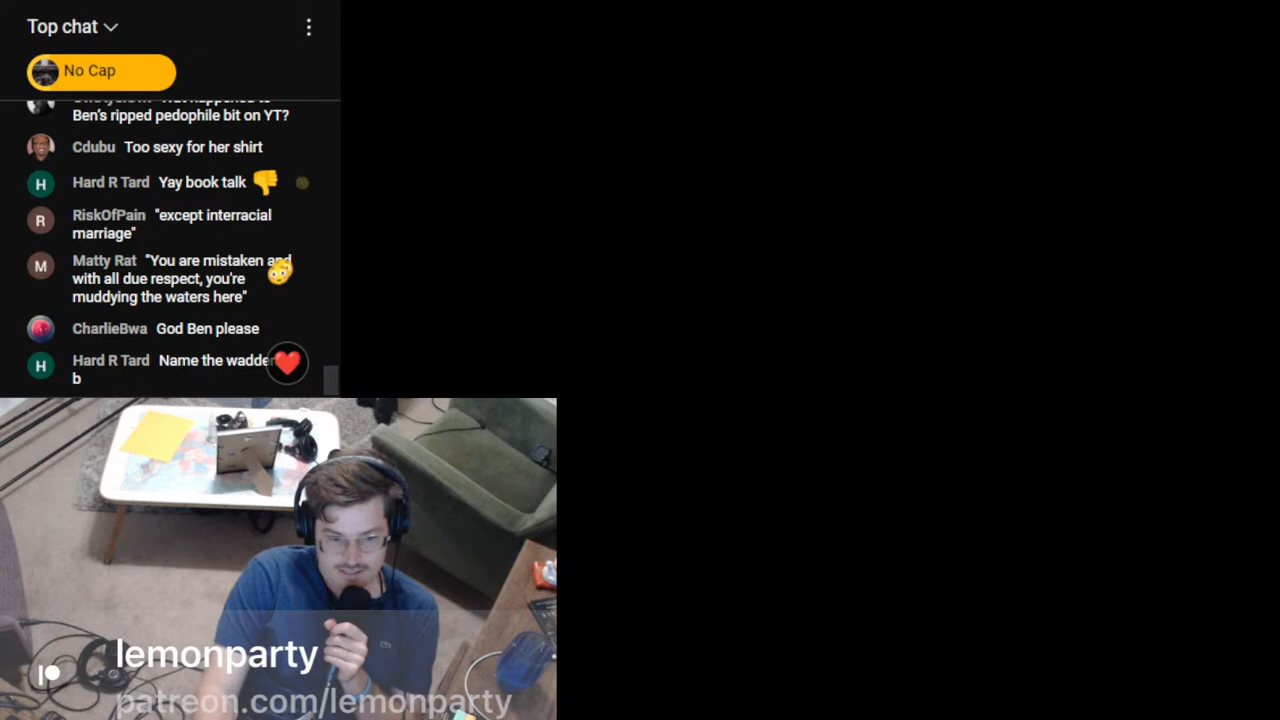 Top chat
No Cap
Ben's ripped pedophile bit on YT?
Cdubu Too sexy for her shirt
Hard R Tard Yay book talk
RiskOfPain "except interracial
marriage"
Matty Rat "You are mistaken and
with all due respect, you're
muddying the waters here"
CharlieBwa God Ben please
Hard R Tard Name the wadder
b
lemonparty
patreon.com/lemonparty